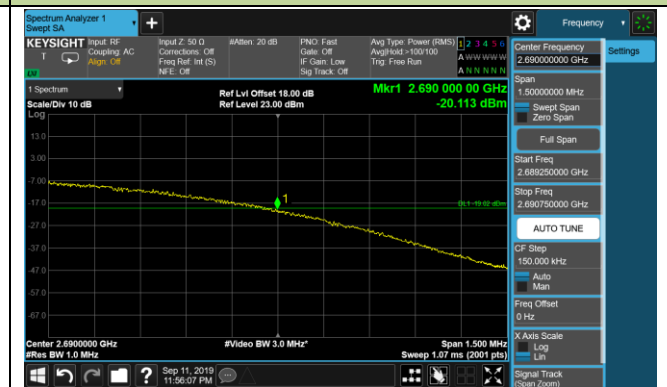 Spectrum Analyzer 1
Swept SA
+
Frequency
KEYSIGHT
T
Input: RF
Coupling: AC
Align: Off
Input Z: 50 Ω
Corrections: Off
Freq Ref: Int (S)
NFE: Off
#Atten: 20 dB
PNO: Fast
Gate: Off
IF Gain: Low
Sig Track: Off
Avg Type: Power (RMS)
Avg|Hold:>100/100
Trig: Free Run
1 2 3 4 5 6
A W W W W W
A N N N N N
1 Spectrum
Scale/Div 10 dB
Log
Ref Lvl Offset 18.00 dB
Ref Level 23.00 dBm
Mkr1 2.690 000 00 GHz
-20.113 dBm
13.0
3.00
-7.00
-17.0
-27.0
-37.0
-47.0
-57.0
-67.0
1
DL1 -19.02 dBm
Center 2.6900000 GHz
#Res BW 1.0 MHz
#Video BW 3.0 MHz*
Span 1.500 MHz
Sweep 1.07 ms (2001 pts)
Sep 11, 2019
11:56:07 PM
Center Frequency
2.690000000 GHz
Settings
Span
1.50000000 MHz
Swept Span
Zero Span
Full Span
Start Freq
2.689250000 GHz
Stop Freq
2.690750000 GHz
AUTO TUNE
CF Step
150.000 kHz
Auto
Man
Freq Offset
0 Hz
X Axis Scale
Log
Lin
Signal Track
(Span Zoom)